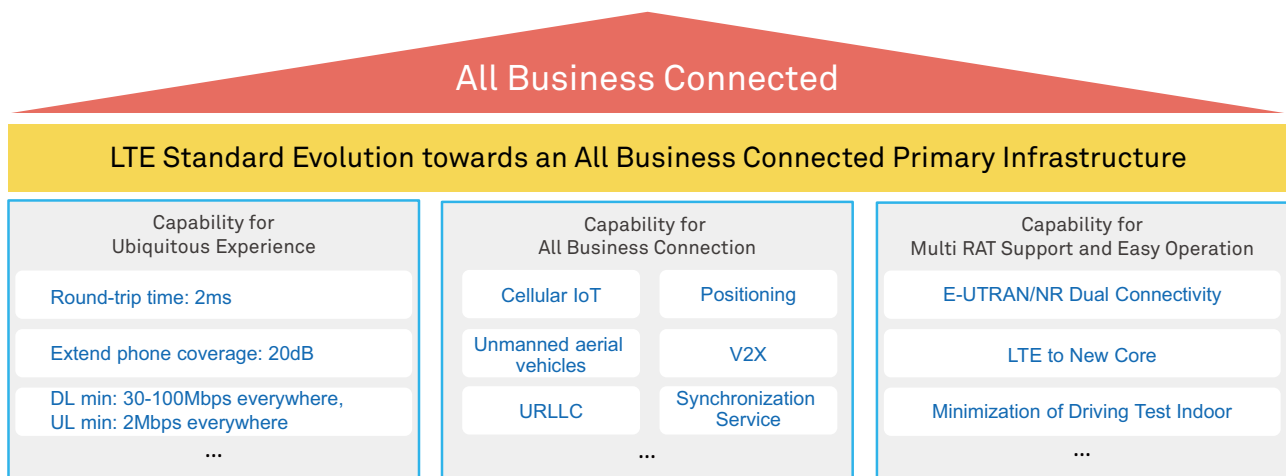 All Business Connected
LTE Standard Evolution towards an All Business Connected Primary Infrastructure
Capability for
Ubiquitous Experience
Round-trip time: 2ms
Extend phone coverage: 20dB
DL min: 30-100Mbps everywhere,
UL min: 2Mbps everywhere
...
Capability for
All Business Connection
Cellular IoT
Positioning
Unmanned aerial
vehicles
V2X
URLLC
Synchronization
Service
...
Capability for
Multi RAT Support and Easy Operation
E-UTRAN/NR Dual Connectivity
LTE to New Core
Minimization of Driving Test Indoor
...